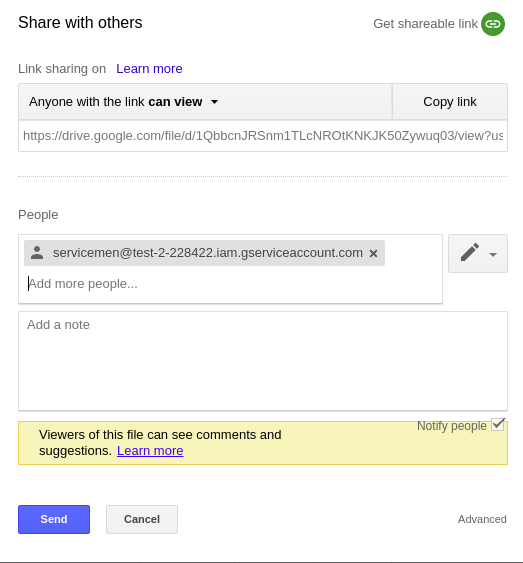 Share with others
Get shareable link
Link sharing on Learn more
Anyone with the link can view
Copy link
https://drive.google.com/file/d/1QbbcnJRSnm1TLcNROtKNKJK50Zywuq03/view?us
People
servicemen@test-2-228422.iam.gserviceaccount.com
Add more people...
Add a note
Notify people
Viewers of this file can see comments and
suggestions. Learn more
Send
Cancel
Advanced